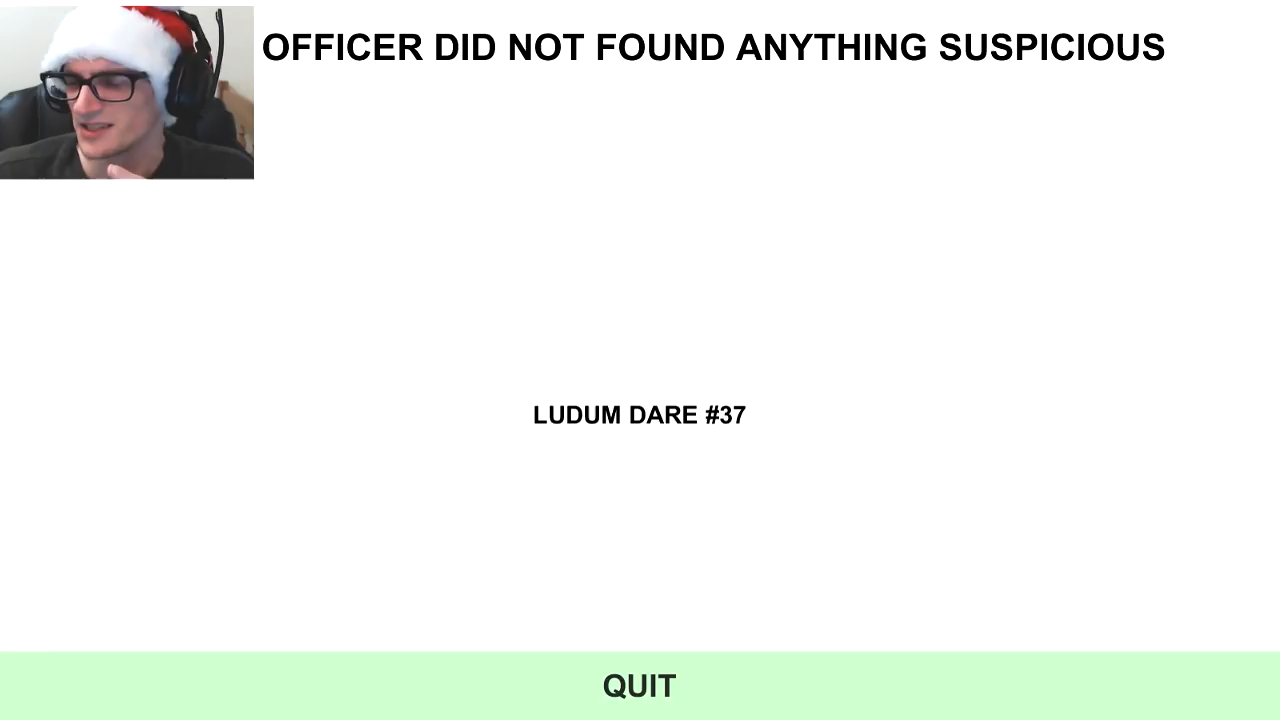 OFFICER DID NOT FOUND ANYTHING SUSPICIOUS
LUDUM DARE #37
QUIT